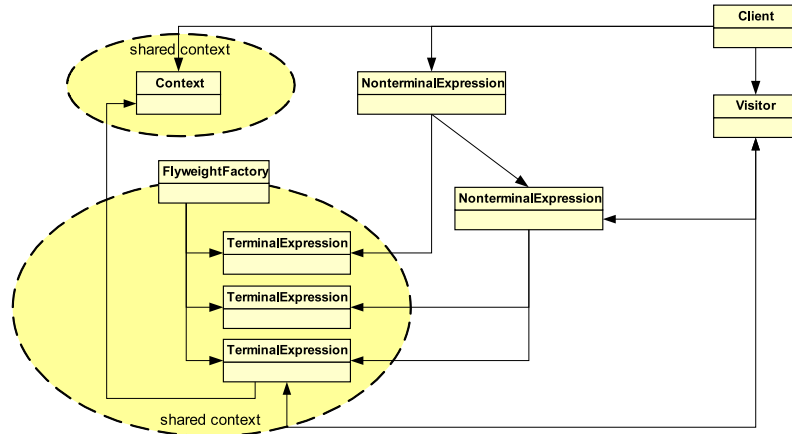 Client
shared context
Context
NonterminalExpression
Visitor
FlyweightFactory
NonterminalExpression
TerminalExpression
TerminalExpression
TerminalExpression
shared context